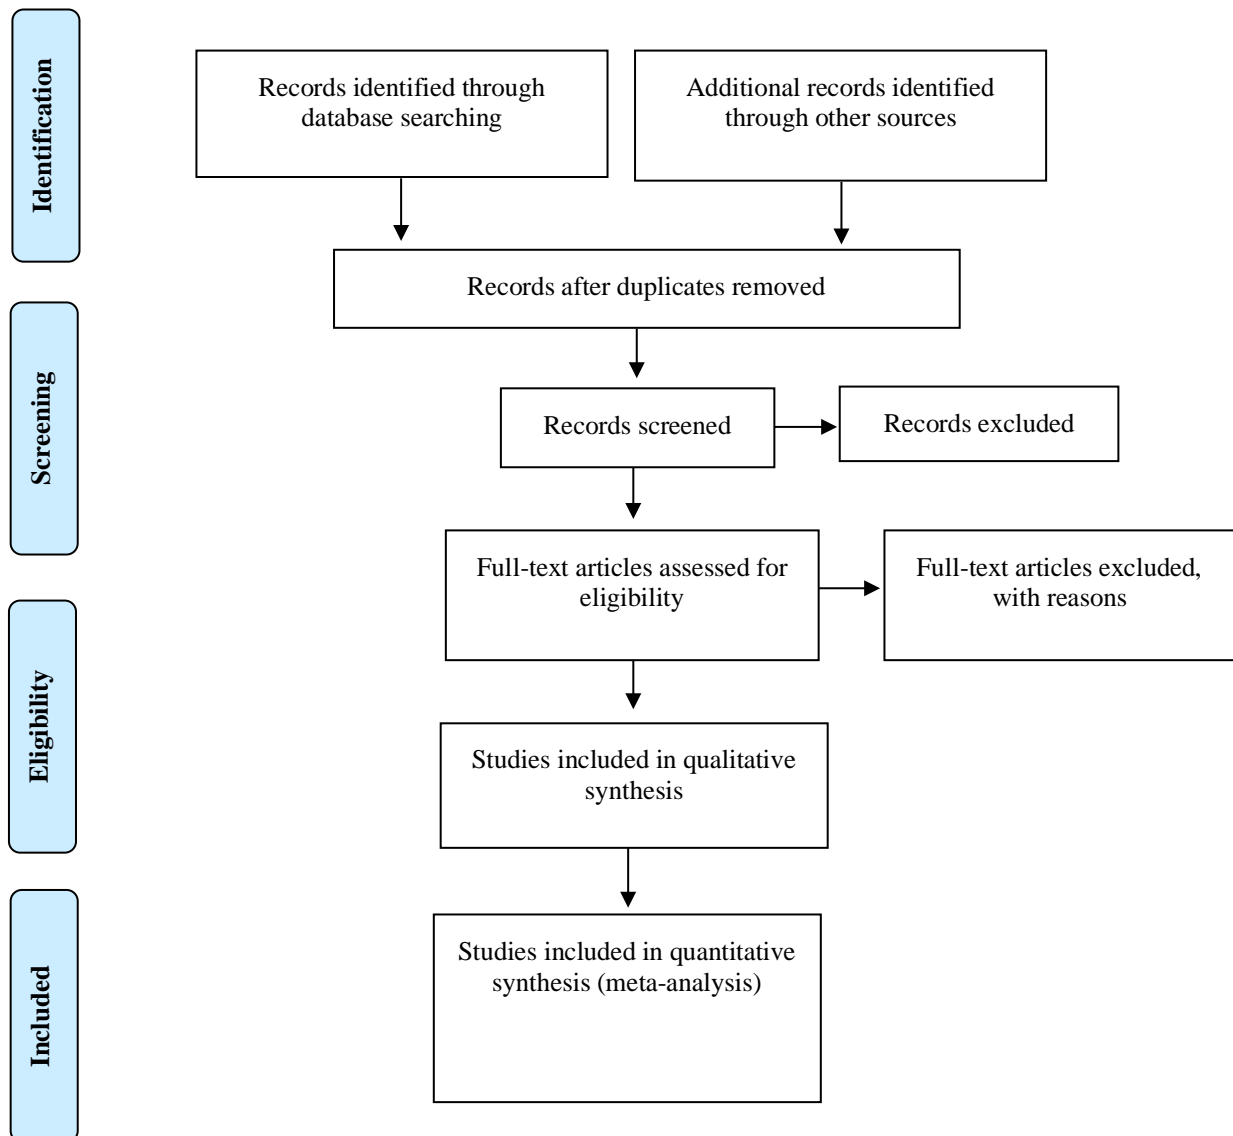 Identification
Records identified through
database searching
Additional records identified
through other sources
Records after duplicates removed
Screening
Records screened
Records excluded
Full-text articles assessed for
eligibility
Full-text articles excluded,
with reasons
Eligibility
Studies included in qualitative
synthesis
Included
Studies included in quantitative
synthesis (meta-analysis)